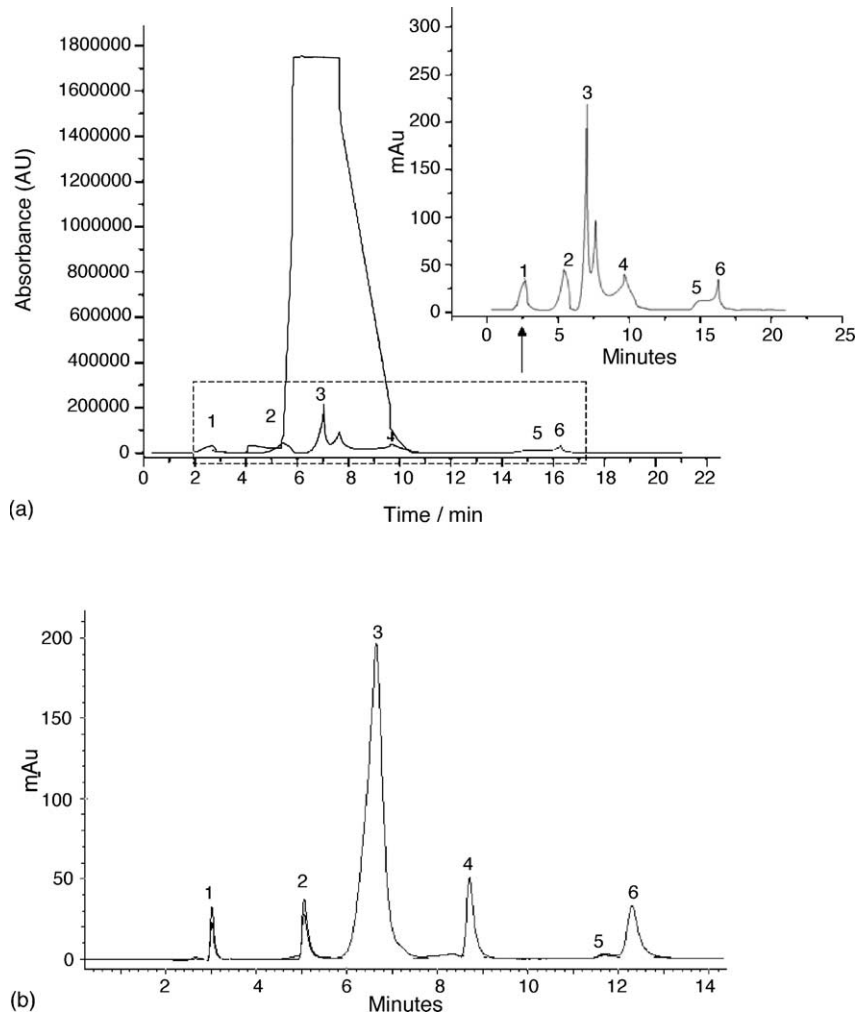 1800000
1600000
1400000
1200000
1000000
800000
600000
400000
200000
0
Absorbance (AU)
0 2 4 6 8 10 12 14 16 18 20 22
Time / min
1 2 3 4 5 6
(a)
300
250
200
150
100
50
0
mAu
1 2 3 4 5 6
0 5 10 15 20 25
Minutes
200
150
100
50
0
mAu
1 2 3 4 5 6
2 4 6 8 10 12 14
Minutes
(b)